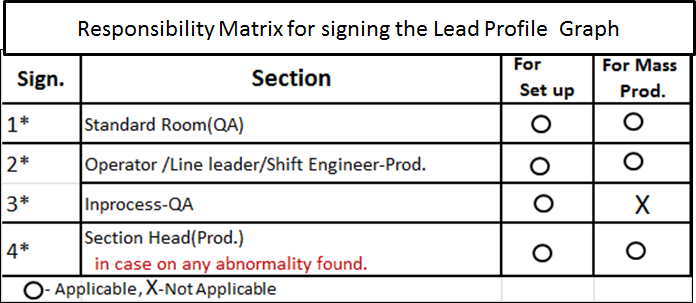 Responsibility Matrix for signing the Lead Profile Graph
Sign. Section For Set up For Mass Prod.
1* Standard Room(QA) O O
2* Operator /Line leader/Shift Engineer-Prod. O O
3* Inprocess-QA O X
4* Section Head(Prod.) O O
in case on any abnormality found.
O- Applicable, X-Not Applicable